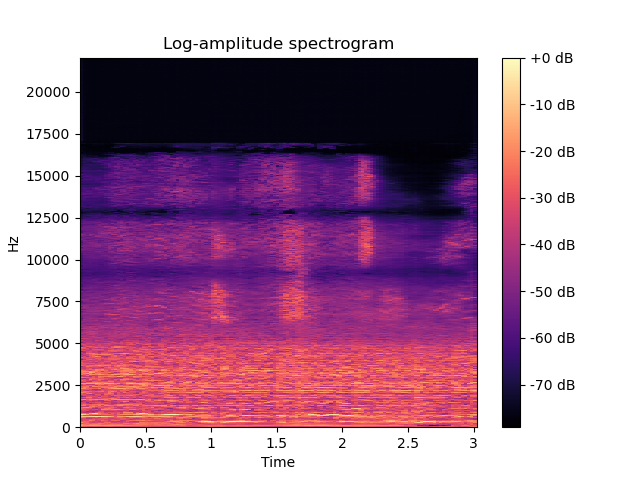 Log-amplitude spectrogram
Hz
20000
17500
15000
12500
10000
7500
5000
2500
0
0 0.5 1 1.5 2 2.5 3
Time
+0 dB
-10 dB
-20 dB
-30 dB
-40 dB
-50 dB
-60 dB
-70 dB